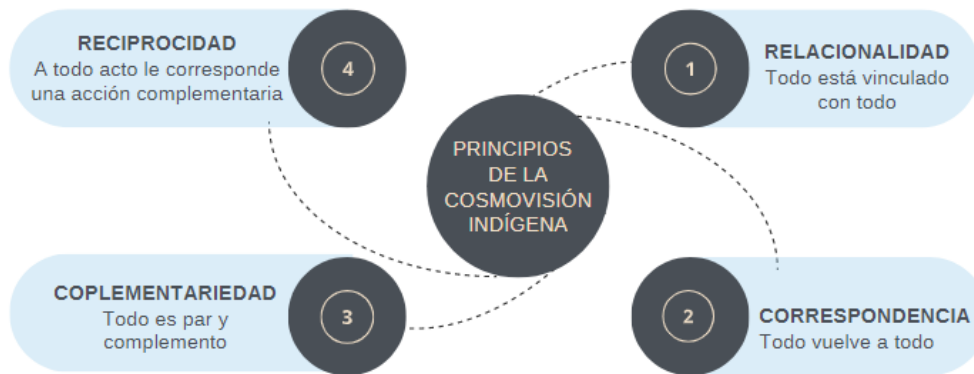 PRINCIPIOS
DE LA
COSMOVISIÓN
INDÍGENA
1
RELACIONALIDAD
Todo está vinculado
con todo
2
CORRESPONDENCIA
Todo vuelve a todo
3
COPLEMENTARIEDAD
Todo es par y
complemento
4
RECIPROCIDAD
A todo acto le corresponde
una acción complementaria